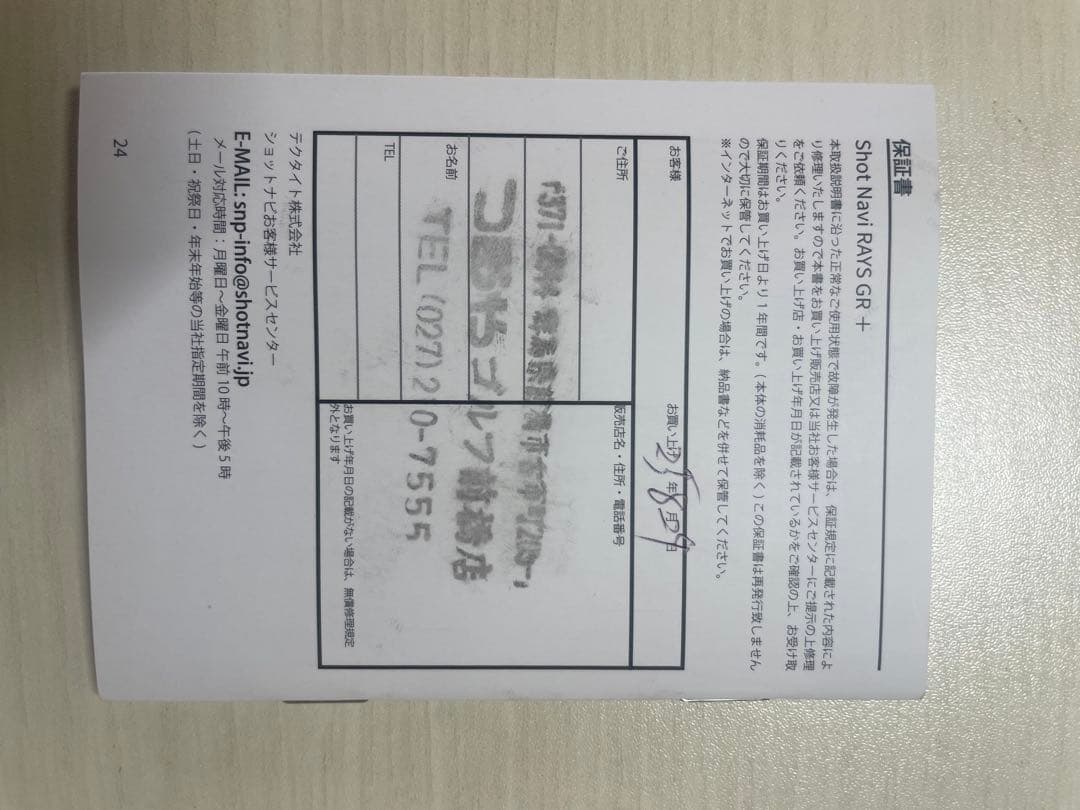 保証書
Shot Navi RAYS GR +
本取扱説明書に沿った正常なご使用状態で故障が発生した場合は、保証規定に記載された内容によ
り修理いたしますので本書をお買い上げ販売店又は当社お客様サービスセンターにご提示の上修理
をご依頼ください。お買い上げ店・お買い上げ年月日が記載されているかをご確認の上、お受け取
りください。
保証期間はお買い上げ日より1年間です。(本体の消耗品を除く)この保証書は再発行致しません
ので大切に保管してください。
※インターネットでお買い上げの場合は、納品書などを併せて保管してください。
お客様
お買い上げ 25年8月29日
ご住所
販売店名・住所・電話番号
〒371-
つるやゴルフ前橋店
TEL (027) 2 0-7555
お名前
TEL
お買い上げ年月日の記載がない場合は、無償修理規定
外となります
テクタイト株式会社
ショットナビお客様サービスセンター
E-MAIL: snp-info@shotnavi.jp
メール対応時間:月曜日～金曜日 午前10時～午後5時
(土日・祝祭日・年末年始等の当社指定期間を除く)
24